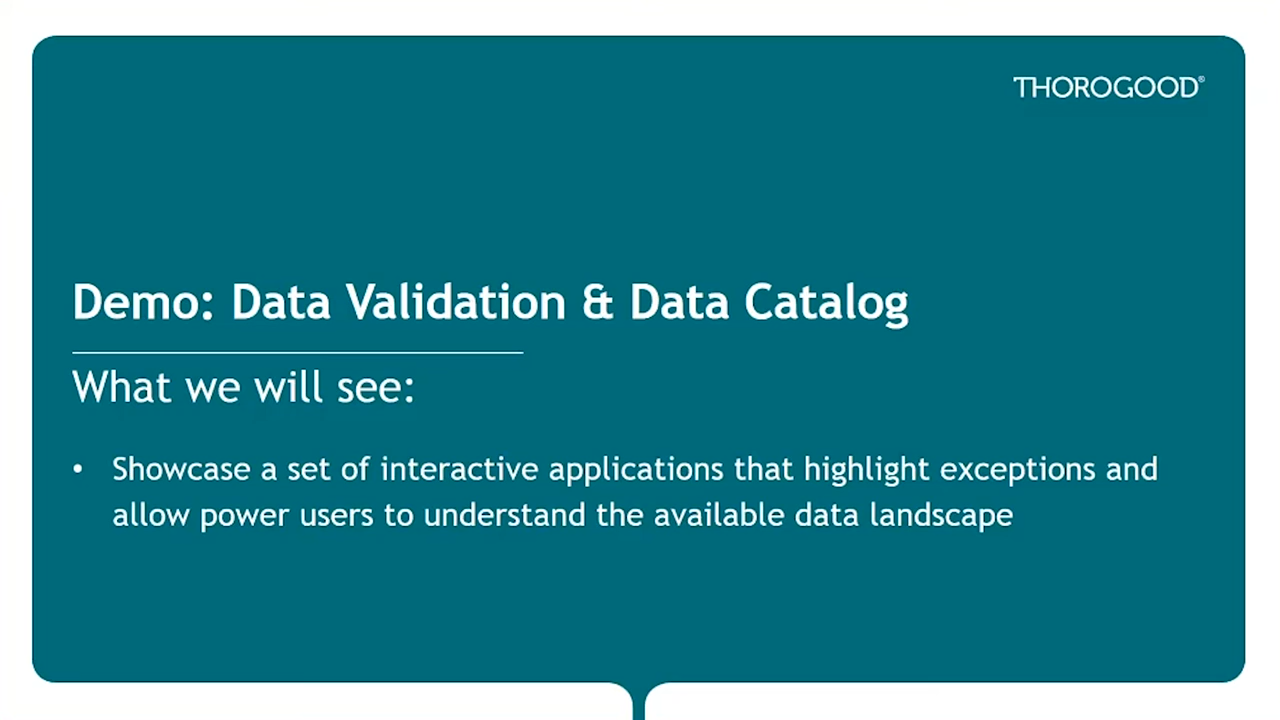 THOROGOOD®
Demo: Data Validation & Data Catalog
What we will see:
• Showcase a set of interactive applications that highlight exceptions and
allow power users to understand the available data landscape